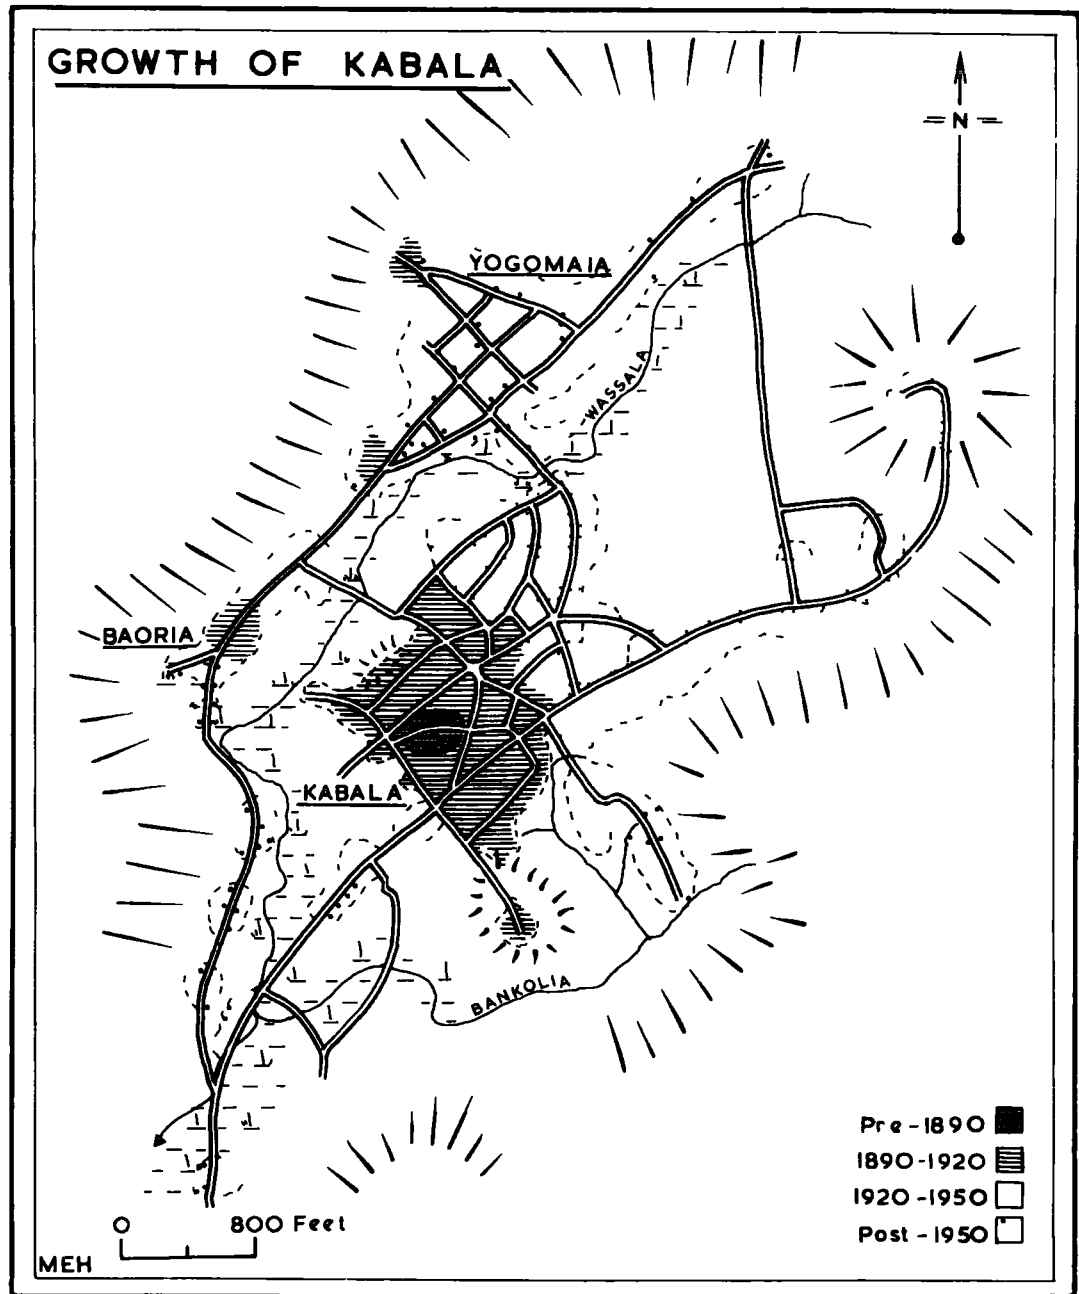 GROWTH OF KABALA
N
YOGOMAIA
WASSALA
BAORIA
KABALA
BANKOLIA
Pre-1890
1890-1920
1920-1950
Post-1950
0 800 Feet
MEH